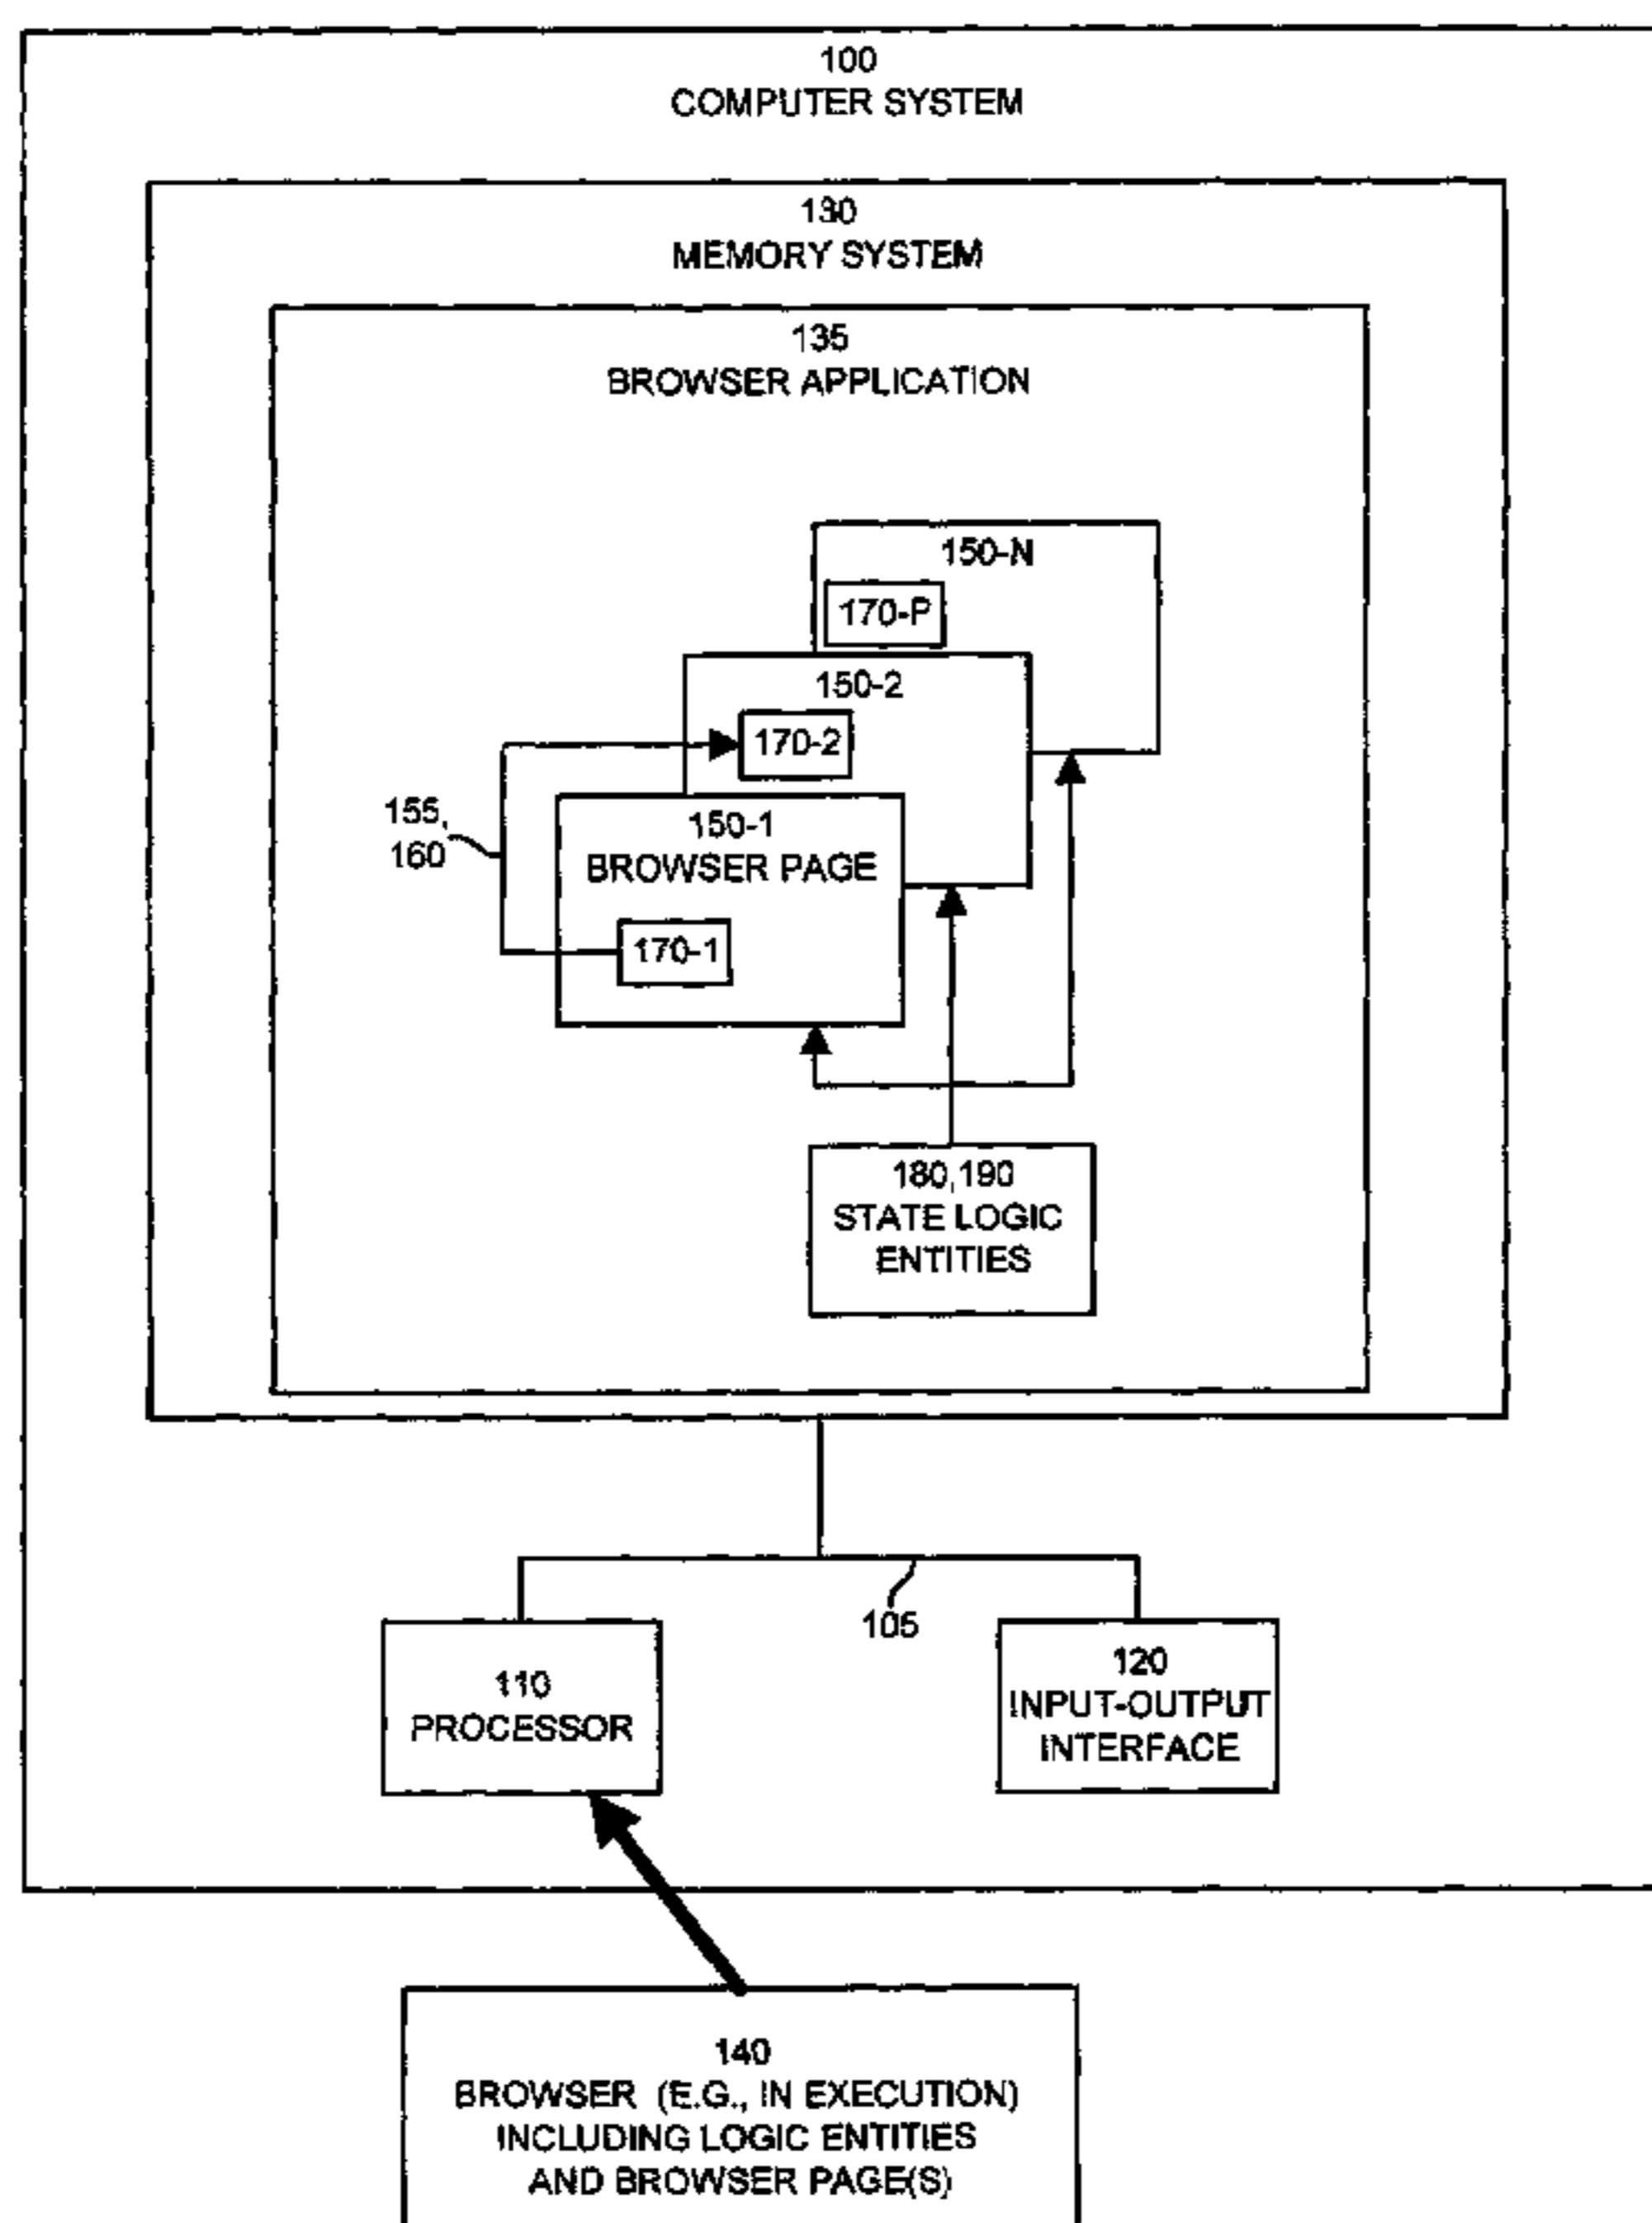 100
COMPUTER SYSTEM
130
MEMORY SYSTEM
135
BROWSER APPLICATION
150-N
170-P
150-2
170-2
155,
160
150-1
BROWSER PAGE
170-1
180,190
STATE LOGIC
ENTITIES
105
110
PROCESSOR
120
INPUT-OUTPUT
INTERFACE
140
BROWSER (E.G., IN EXECUTION)
INCLUDING LOGIC ENTITIES
AND BROWSER PAGE(S)